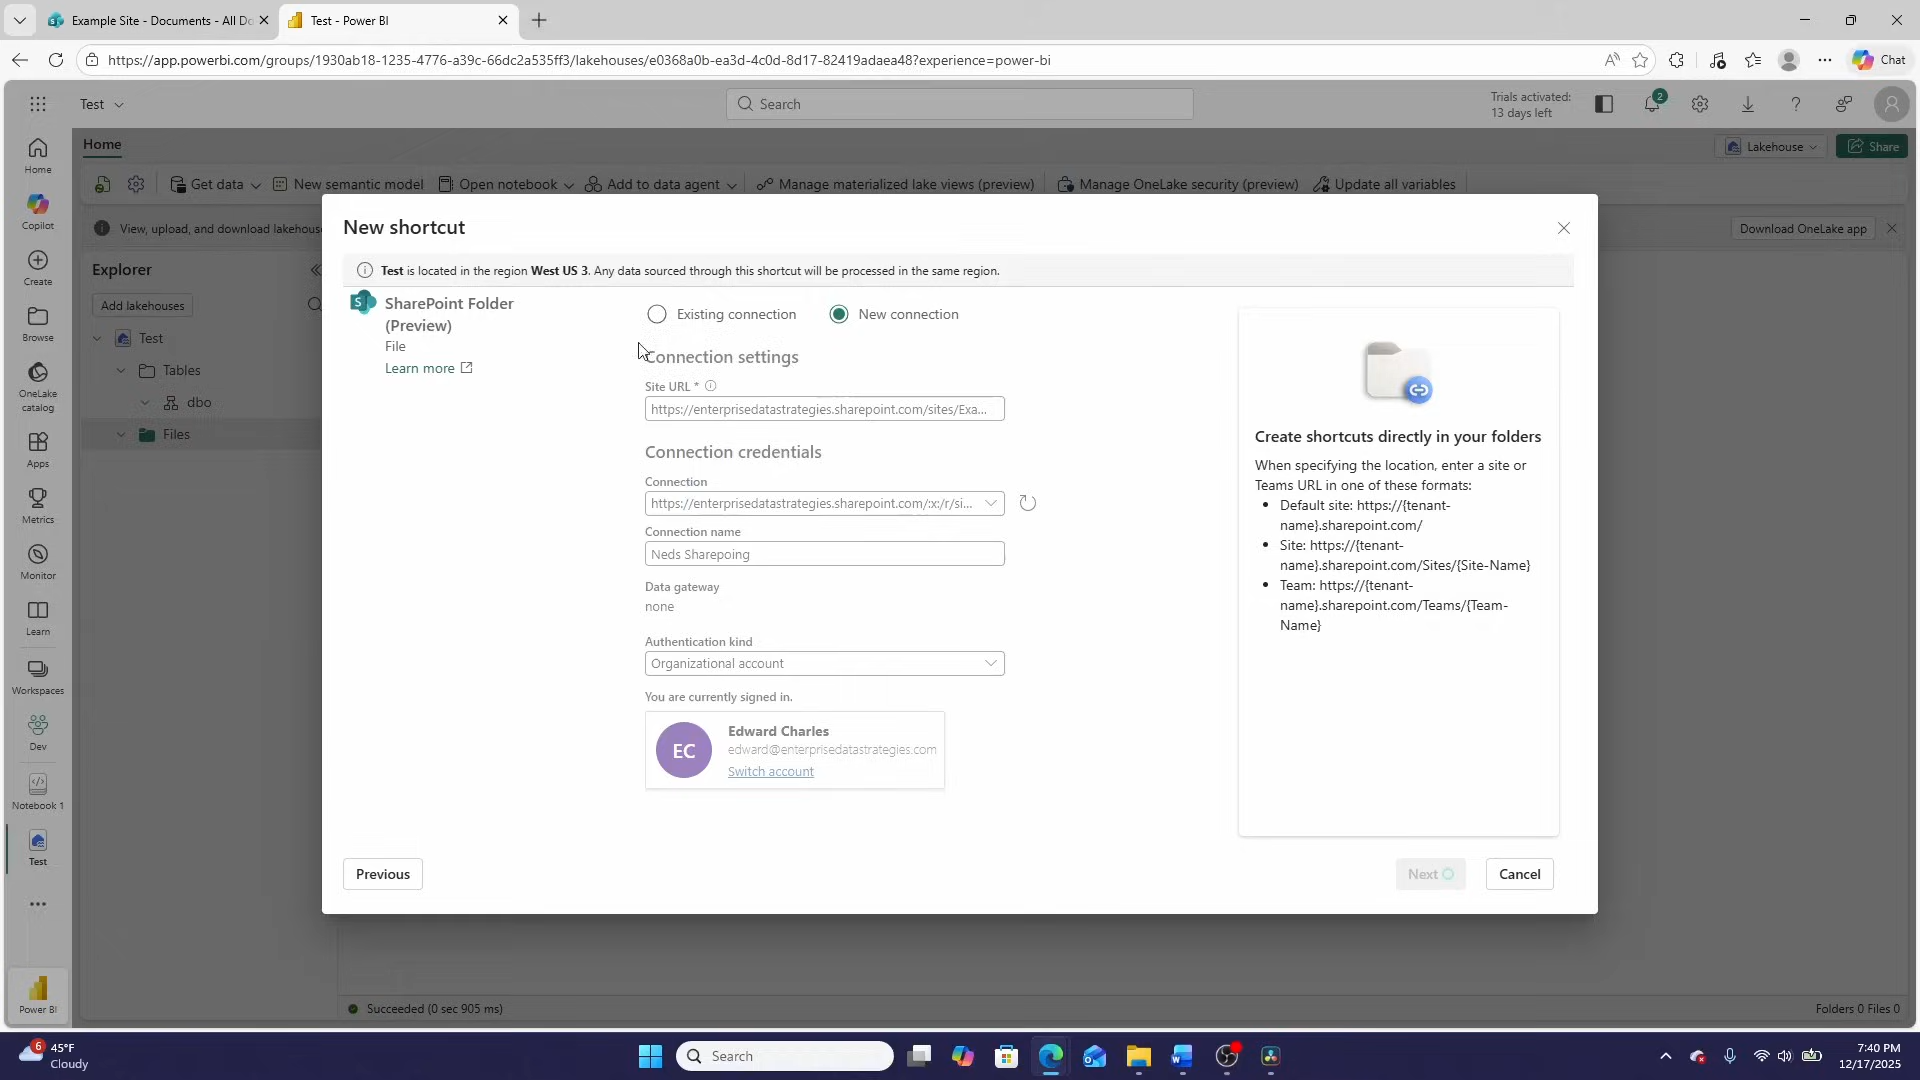 Example Site - Documents - All Do
Test - Power BI
https://app.powerbi.com/groups/1930ab18-1235-4776-a39c-66dc2a535ff3/lakehouses/e0368a0b-ea3d-4c0d-8d17-82419adaea48?experience=power-bi
Chat
Test
Search
Trials activated:
13 days left
2
Home
Lakehouse
Share
Get data
New semantic model
Open notebook
Add to data agent
Manage materialized lake views (preview)
Manage OneLake security (preview)
Update all variables
View, upload, and download lakehouse
Download OneLake app
Home
Copilot
Create
Browse
OneLake
catalog
Apps
Metrics
Monitor
Learn
Workspaces
Dev
Notebook 1
Test
Power BI
Explorer
Add lakehouses
Test
Tables
dbo
Files
New shortcut
Test is located in the region West US 3. Any data sourced through this shortcut will be processed in the same region.
SharePoint Folder
(Preview)
File
Learn more
Existing connection
New connection
Connection settings
Site URL *
https://enterprisedatastrategies.sharepoint.com/sites/Exa...
Connection credentials
Connection
https://enterprisedatastrategies.sharepoint.com/:x:/r/si...
Connection name
Neds Sharepoing
Data gateway
none
Authentication kind
Organizational account
You are currently signed in.
EC
Edward Charles
edward@enterprisedatastrategies.com
Switch account
Create shortcuts directly in your folders
When specifying the location, enter a site or
Teams URL in one of these formats:
• Default site: https://{tenant-
name}.sharepoint.com/
• Site: https://{tenant-
name}.sharepoint.com/Sites/{Site-Name}
• Team: https://{tenant-
name}.sharepoint.com/Teams/{Team-
Name}
Previous
Next
Cancel
Succeeded (0 sec 905 ms)
Folders 0 Files 0
6
45°F
Cloudy
Search
7:40 PM
12/17/2025